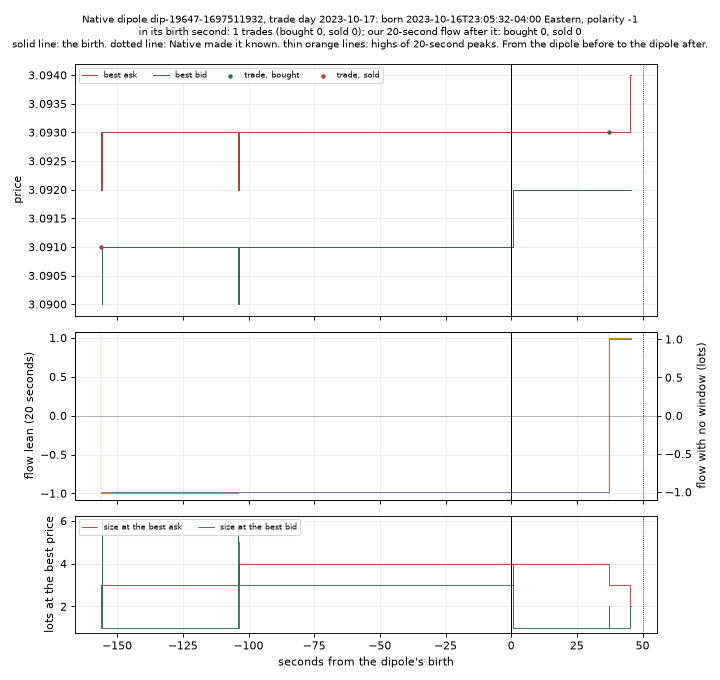 Native dipole dip-19647-1697511932, trade day 2023-10-17: born 2023-10-16T23:05:32-04:00 Eastern, polarity -1
in its birth second: 1 trades (bought 0, sold 0); our 20-second flow after it: bought 0, sold 0
solid line: the birth. dotted line: Native made it known. thin orange lines: highs of 20-second peaks. From the dipole before to the dipole after.
best ask best bid trade, bought trade, sold
price
3.0940
3.0935
3.0930
3.0925
3.0920
3.0915
3.0910
3.0905
3.0900
flow lean (20 seconds)
1.0
0.5
0.0
−0.5
−1.0
1.0
0.5
0.0
−0.5
−1.0
flow with no window (lots)
size at the best ask size at the best bid
lots at the best price
6
4
2
−150 −125 −100 −75 −50 −25 0 25 50
seconds from the dipole's birth